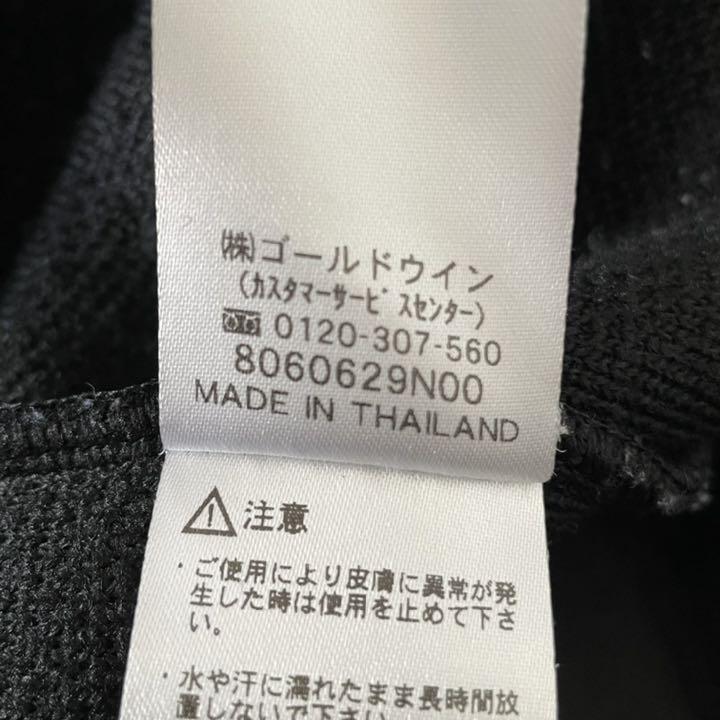 ㈱ゴールドウイン
(カスタマーサービスセンター)
0120-307-560
8060629N00
MADE IN THAILAND
注意
・ご使用により皮膚に異常が発
生した時は使用を止めて下さ
い。
・水や汗に濡れたまま長時間放
置しないで下さい